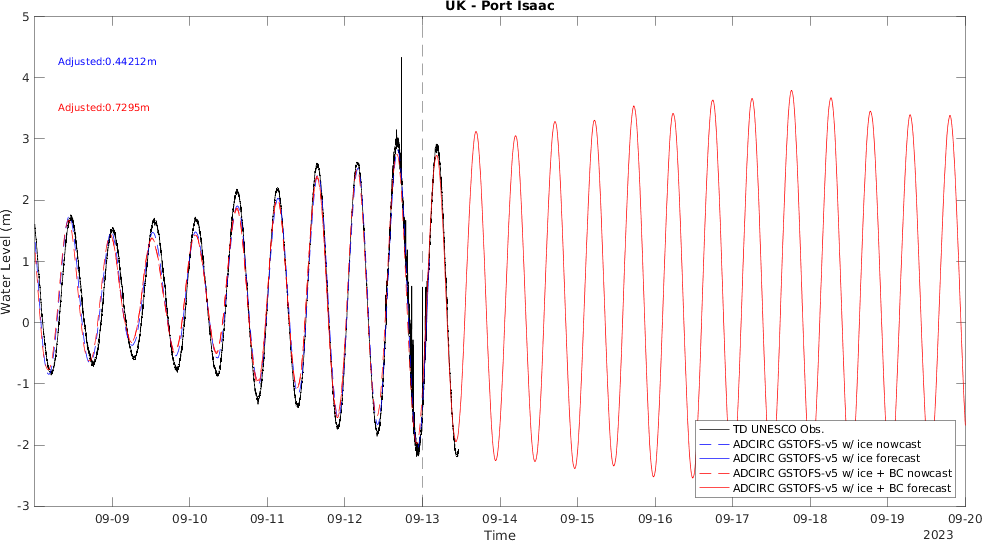 UK - Port Isaac
5
4
3
2
1
0
-1
-2
-3
Water Level (m)
Adjusted:0.44212m
Adjusted:0.7295m
TD UNESCO Obs.
ADCIRC GSTOFS-v5 w/ ice nowcast
ADCIRC GSTOFS-v5 w/ ice forecast
ADCIRC GSTOFS-v5 w/ ice + BC nowcast
ADCIRC GSTOFS-v5 w/ ice + BC forecast
09-09 09-10 09-11 09-12 09-13 09-14 09-15 09-16 09-17 09-18 09-19 09-20
Time
2023